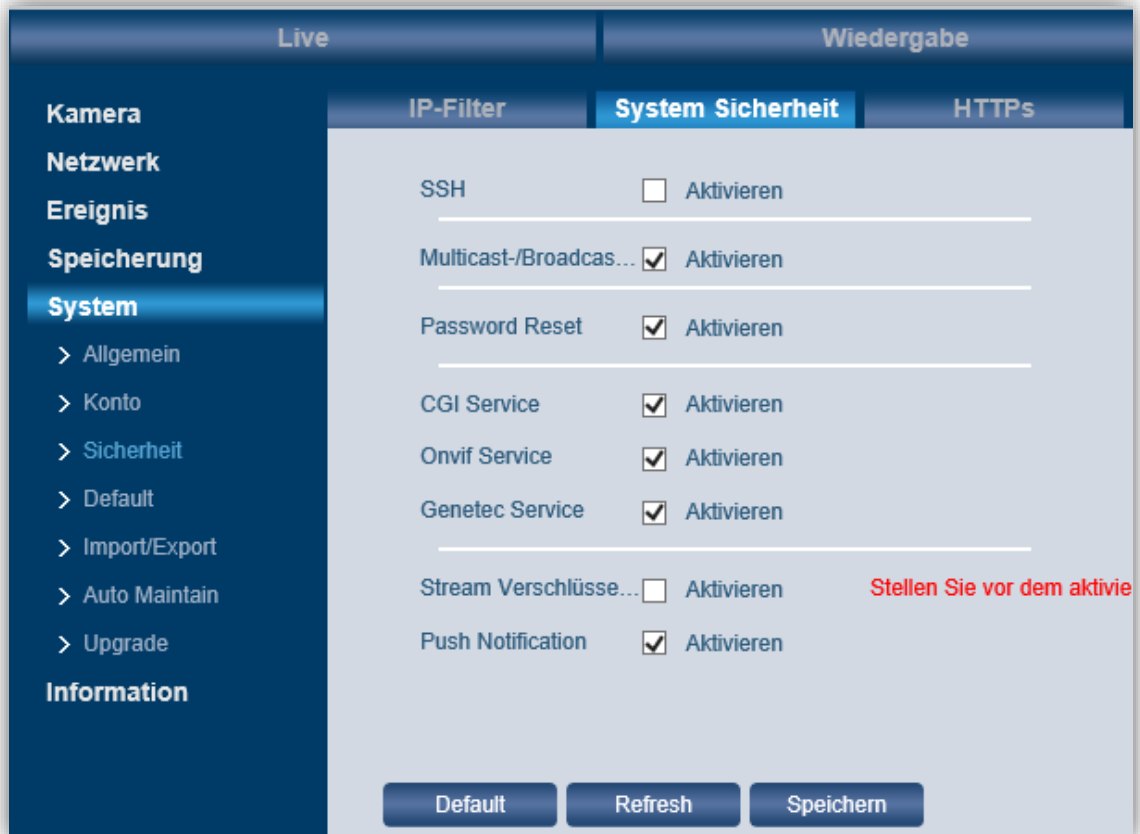 Live Wiedergabe
Kamera
Netzwerk
Ereignis
Speicherung
System
Allgemein
Konto
Sicherheit
Default
Import/Export
Auto Maintain
Upgrade
Information
IP-Filter System Sicherheit HTTPs
SSH Aktivieren
Multicast-/Broadcas... Aktivieren
Password Reset Aktivieren
CGI Service Aktivieren
Onvif Service Aktivieren
Genetec Service Aktivieren
Stream Verschlüsse... Aktivieren Stellen Sie vor dem aktivie
Push Notification Aktivieren
Default Refresh Speichern